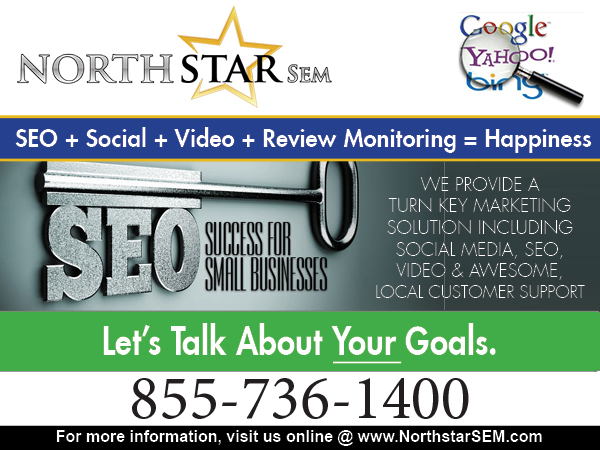 NORTH STAR SEM
Google™
YAHOO!
bing™
SEO + Social + Video + Review Monitoring = Happiness
SEO
SUCCESS FOR
SMALL BUSINESSES
WE PROVIDE A
TURN KEY MARKETING
SOLUTION INCLUDING
SOCIAL MEDIA, SEO,
VIDEO & AWESOME,
LOCAL CUSTOMER SUPPORT
Let's Talk About Your Goals.
855-736-1400
For more information, visit us online @ www.NorthstarSEM.com